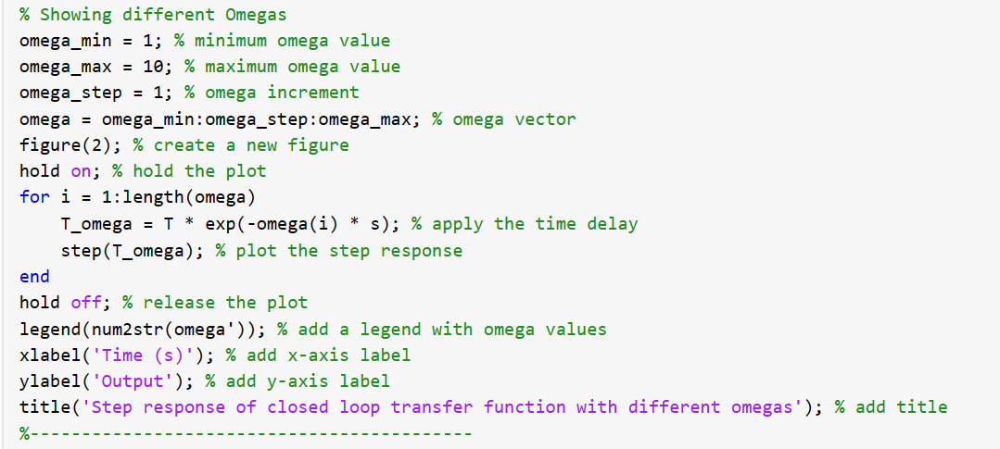 % Showing different Omegas
omega_min = 1; % minimum omega value
omega_max = 10; % maximum omega value
omega_step = 1; % omega increment
omega = omega_min:omega_step:omega_max; % omega vector
figure(2); % create a new figure
hold on; % hold the plot
for i = 1:length(omega)
    T_omega = T * exp(-omega(i) * s); % apply the time delay
    step(T_omega); % plot the step response
end
hold off; % release the plot
legend(num2str(omega')); % add a legend with omega values
xlabel('Time (s)'); % add x-axis label
ylabel('Output'); % add y-axis label
title('Step response of closed loop transfer function with different omegas'); % add title
%-------------------------------------------